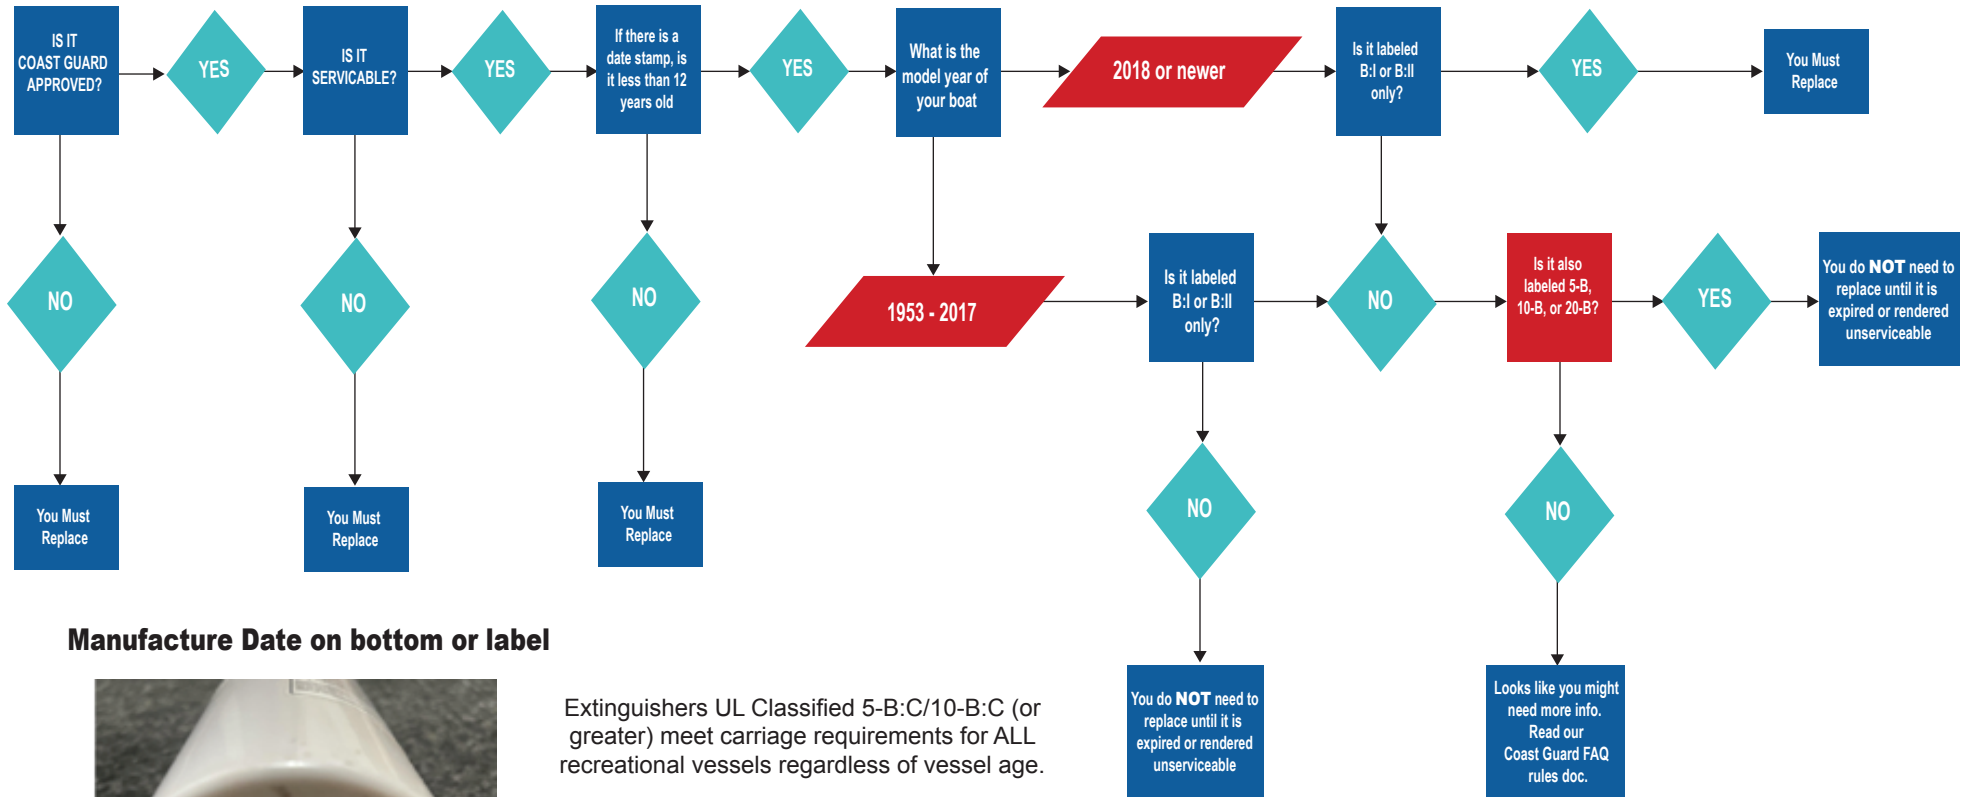 IS IT
COAST GUARD
APPROVED?
YES
IS IT
SERVICABLE?
YES
If there is a
date stamp, is
it less than 12
years old
YES
What is the
model year of
your boat
2018 or newer
Is it labeled
B:I or B:II
only?
YES
You Must
Replace
NO
NO
NO
1953 - 2017
Is it labeled
B:I or B:II
only?
NO
Is it also
labeled 5-B,
10-B, or 20-B?
YES
You do NOT need to
replace until it is
expired or rendered
unserviceable
You Must
Replace
You Must
Replace
You Must
Replace
NO
NO
Manufacture Date on bottom or label
Extinguishers UL Classified 5-B:C/10-B:C (or
greater) meet carriage requirements for ALL
recreational vessels regardless of vessel age.
You do NOT need to
replace until it is
expired or rendered
unserviceable
Looks like you might
need more info.
Read our
Coast Guard FAQ
rules doc.